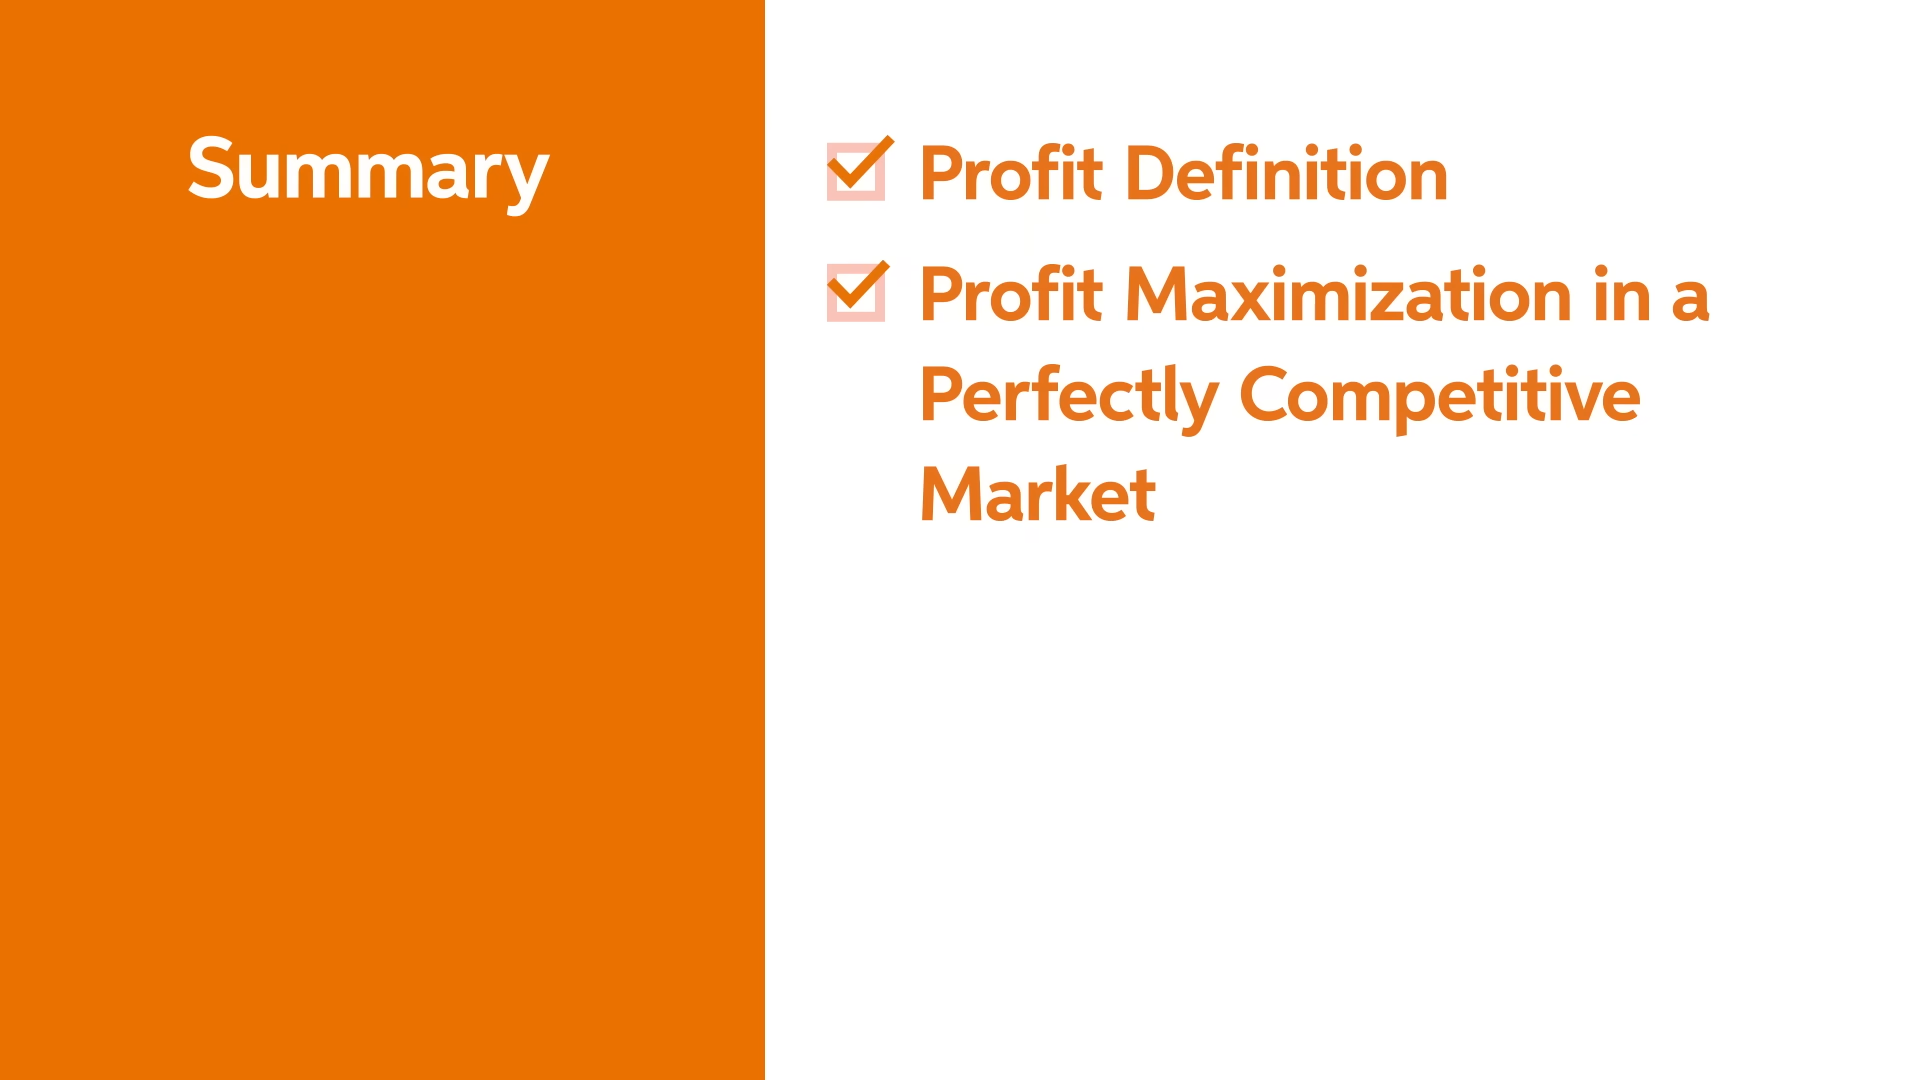 Summary
Profit Definition
Profit Maximization in a
Perfectly Competitive
Market